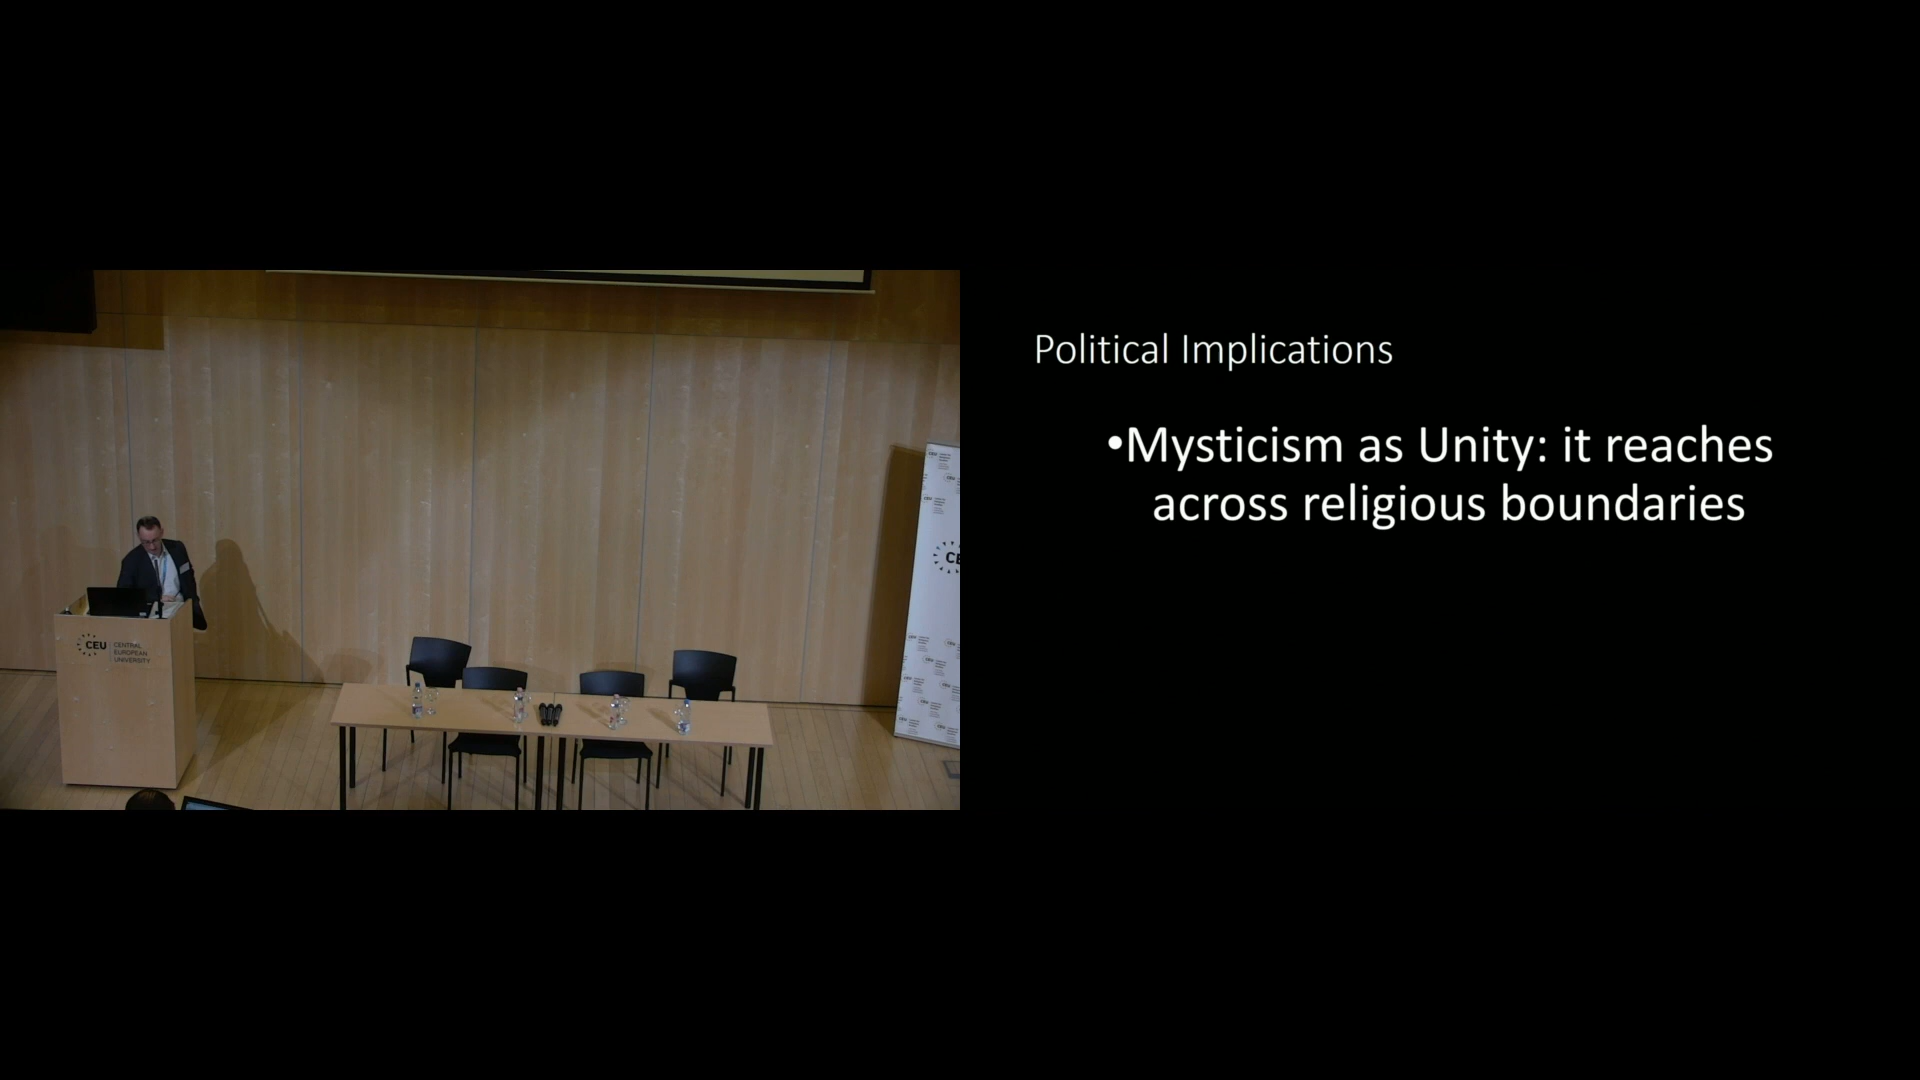 CEU
CENTRAL
EUROPEAN
UNIVERSITY
Political Implications
•Mysticism as Unity: it reaches
across religious boundaries